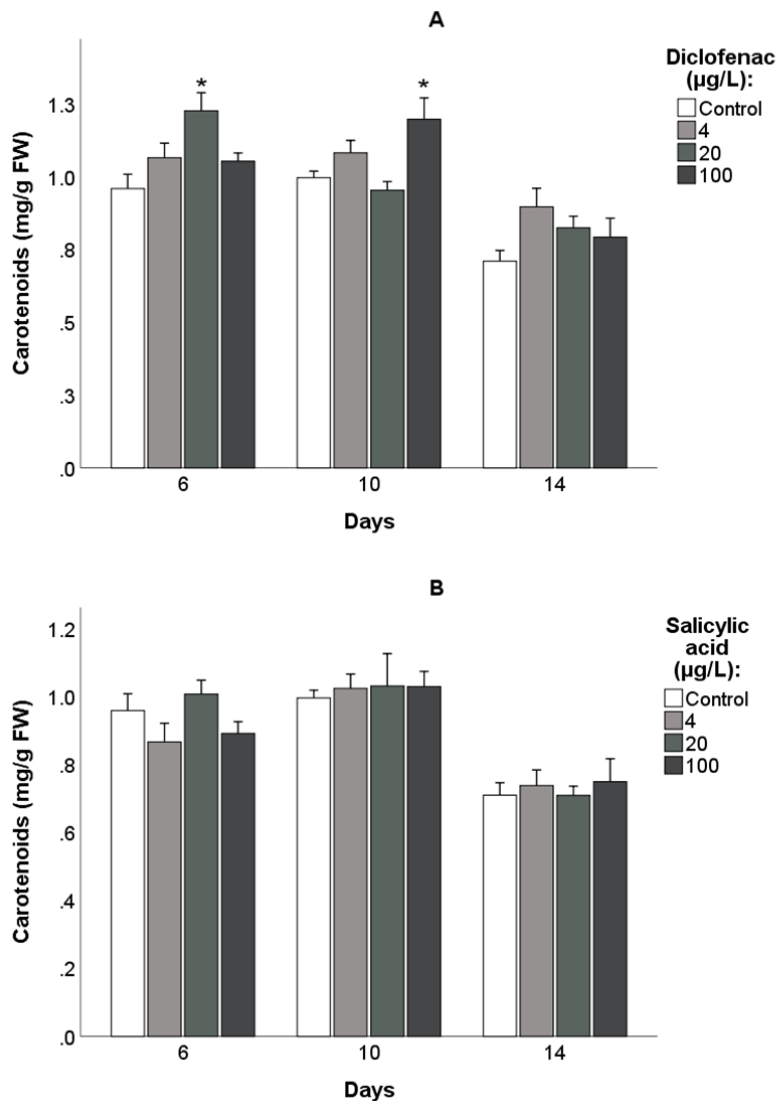 A
Diclofenac
(µg/L):
Control
4
20
100
Carotenoids (mg/g FW)
1.3
1.0
.8
.5
.3
.0
*
*
6
10
14
Days
B
Salicylic
acid
(µg/L):
Control
4
20
100
Carotenoids (mg/g FW)
1.2
1.0
.8
.6
.4
.2
.0
6
10
14
Days